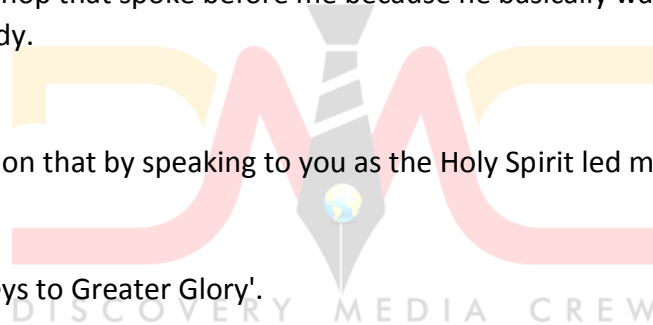 hop that spoke before me because he basically wa
dy.
on that by speaking to you as the Holy Spirit led m
ys to Greater Glory'.
DISCOVERY MEDIA CREW